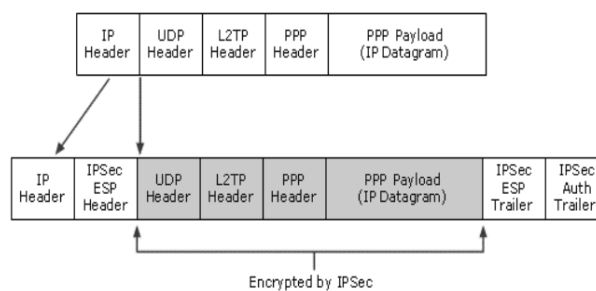 IP Header
UDP Header
L2TP Header
PPP Header
PPP Payload (IP Datagram)
IP Header
IPSec ESP Header
UDP Header
L2TP Header
PPP Header
PPP Payload (IP Datagram)
IPSec ESP Trailer
IPSec Auth Trailer
Encrypted by IPSec